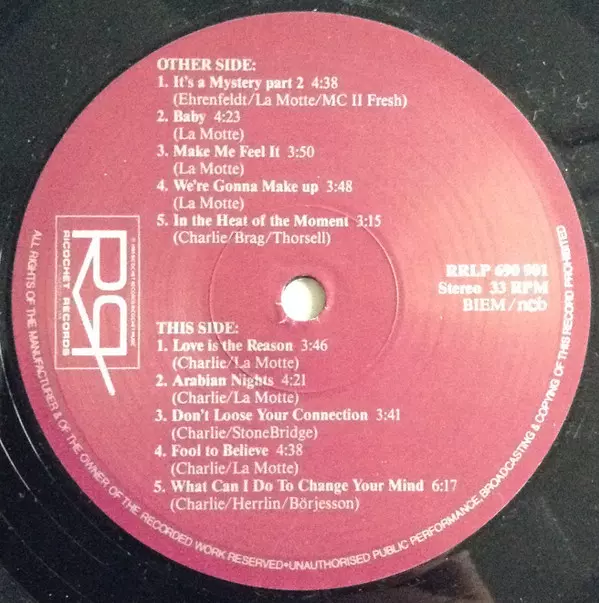 OTHER SIDE:
1. It's a Mystery part 2 4:38
(Ehrenfeldt/La Motte/MC II Fresh)
2. Baby 4:23
(La Motte)
3. Make Me Feel It 3:50
(La Motte)
4. We're Gonna Make up 3:48
(La Motte)
5. In the Heat of the Moment 3:15
(Charlie/Brag/Thorsell)
RICOCHET RECORDS
RRLP 690 901
Stereo 33 RPM
BIEM/ncb
THIS SIDE:
1. Love is the Reason 3:46
(Charlie/La Motte)
2. Arabian Nights 4:21
(Charlie/La Motte)
3. Don't Loose Your Connection 3:41
(Charlie/StoneBridge)
4. Fool to Believe 4:38
(Charlie/La Motte)
5. What Can I Do To Change Your Mind 6:17
(Charlie/Herrlin/Börjesson)
ALL RIGHTS OF THE MANUFACTURER & OF THE OWNER OF THE RECORDED WORK RESERVED•UNAUTHORISED PUBLIC PERFORMANCE, BROADCASTING & COPYING OF THIS RECORD PROHIBITED